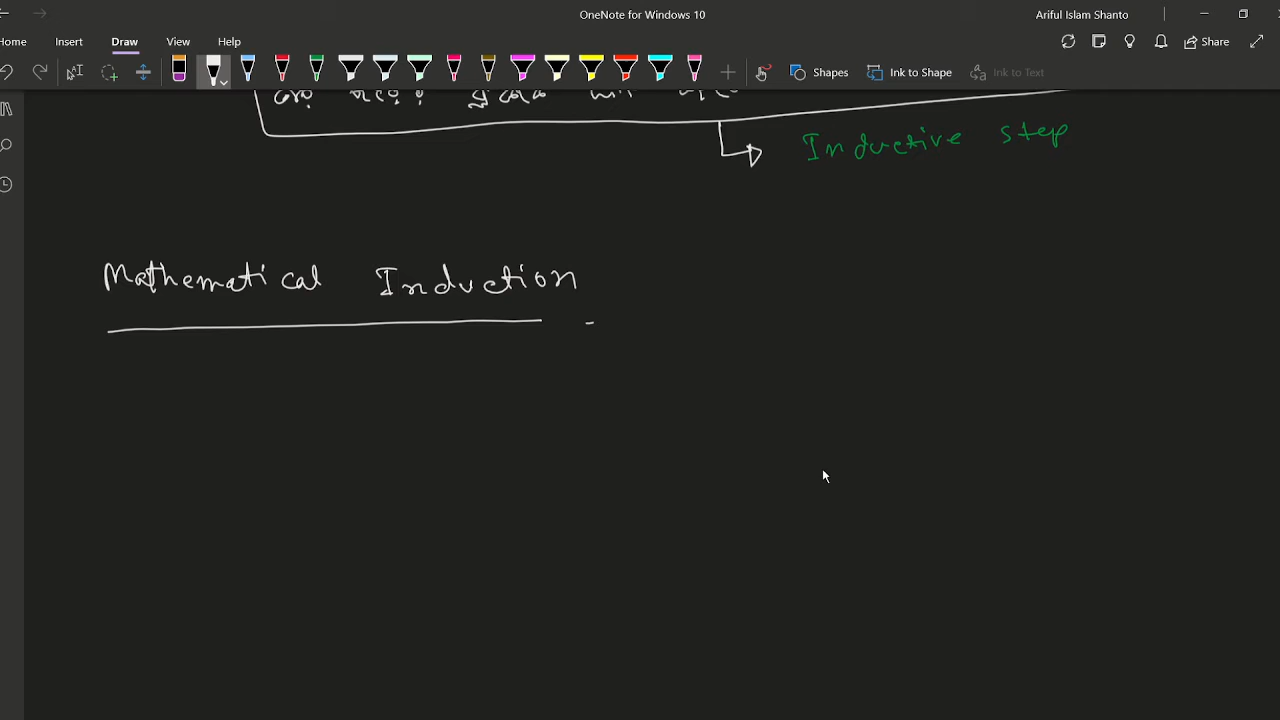 OneNote for Windows 10
Ariful Islam Shanto
Home Insert Draw View Help
Share
Shapes Ink to Shape Ink to Text
Inductive step
Mathematical Induction